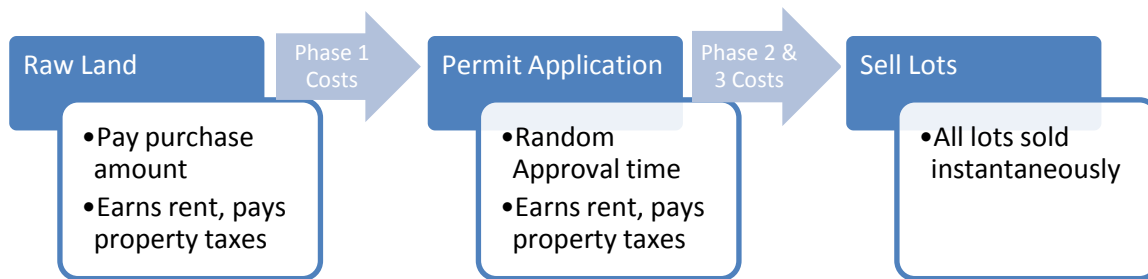 Raw Land
•Pay purchase
amount
•Earns rent, pays
property taxes
Phase 1
Costs
Permit Application
•Random
Approval time
•Earns rent, pays
property taxes
Phase 2 &
3 Costs
Sell Lots
•All lots sold
instantaneously